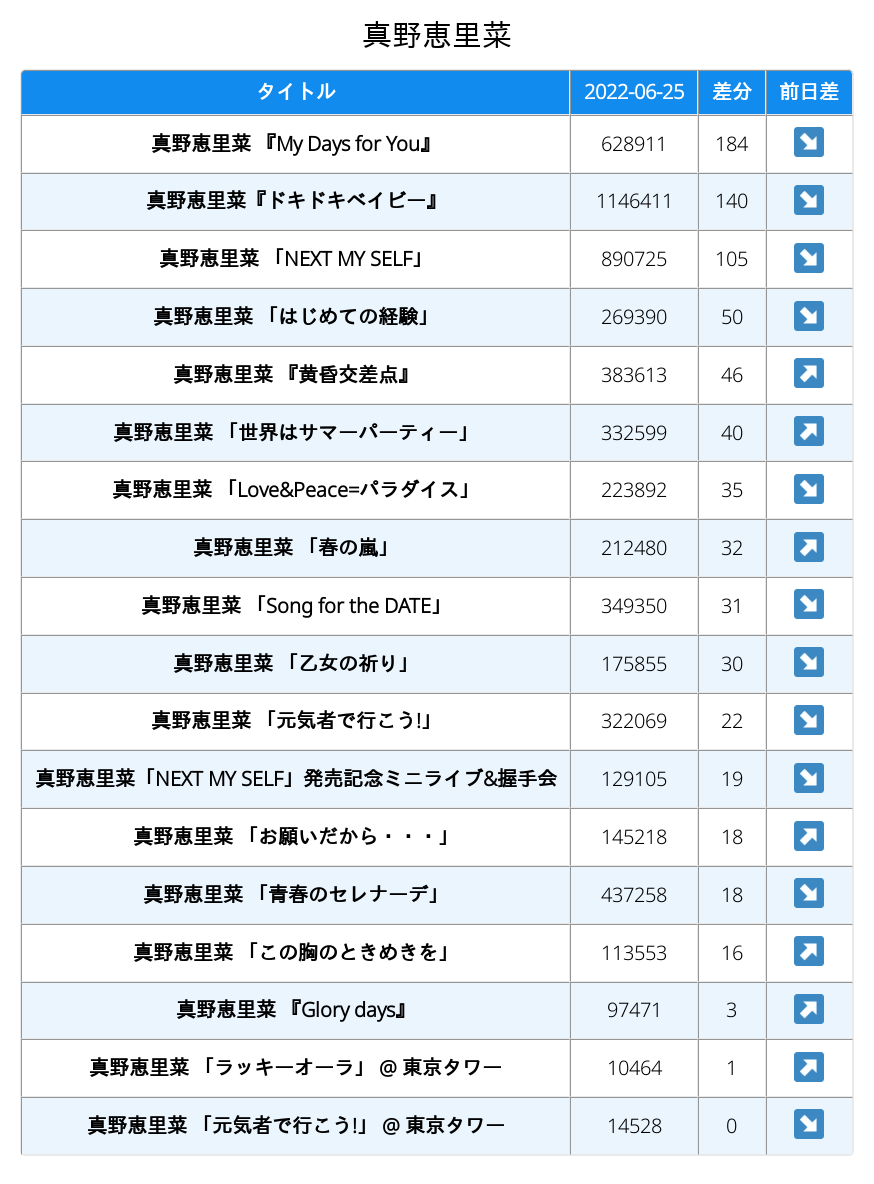 真野恵里菜
タイトル 2022-06-25 差分 前日差
真野恵里菜 『My Days for You』 628911 184 ↘
真野恵里菜『ドキドキベイビー』 1146411 140 ↘
真野恵里菜 「NEXT MY SELF」 890725 105 ↘
真野恵里菜 「はじめての経験」 269390 50 ↘
真野恵里菜 『黄昏交差点』 383613 46 ↗
真野恵里菜 「世界はサマーパーティー」 332599 40 ↗
真野恵里菜 「Love&Peace=パラダイス」 223892 35 ↘
真野恵里菜 「春の嵐」 212480 32 ↗
真野恵里菜 「Song for the DATE」 349350 31 ↘
真野恵里菜 「乙女の祈り」 175855 30 ↘
真野恵里菜 「元気者で行こう!」 322069 22 ↘
真野恵里菜「NEXT MY SELF」発売記念ミニライブ&握手会 129105 19 ↘
真野恵里菜 「お願いだから・・・」 145218 18 ↗
真野恵里菜 「青春のセレナーデ」 437258 18 ↘
真野恵里菜 「この胸のときめきを」 113553 16 ↗
真野恵里菜 『Glory days』 97471 3 ↗
真野恵里菜 「ラッキーオーラ」 @ 東京タワー 10464 1 ↗
真野恵里菜 「元気者で行こう!」 @ 東京タワー 14528 0 ↘